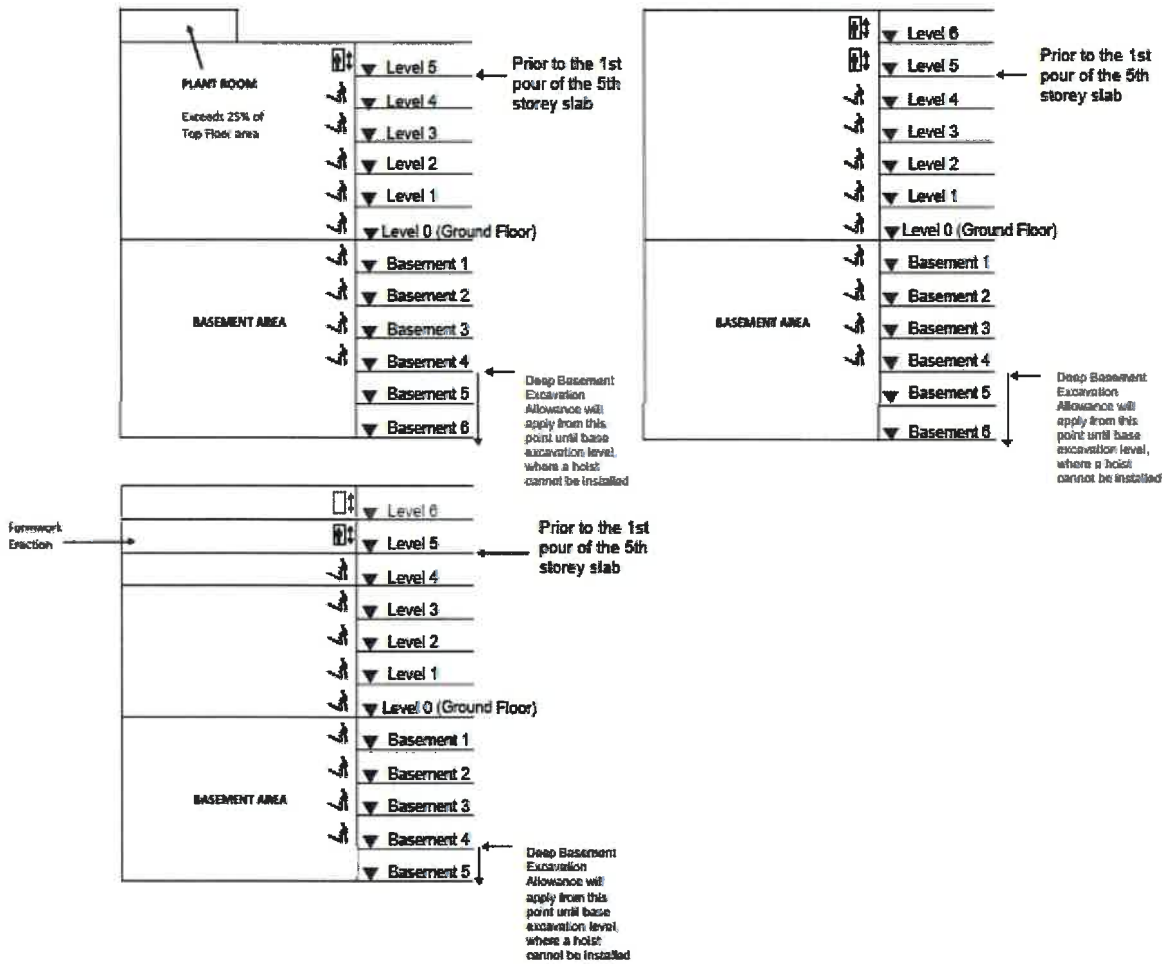 PLANT ROOM
Exceeds 25% of
Top Floor area
Level 5
Level 4
Level 3
Level 2
Level 1
Level 0 (Ground Floor)
Basement 1
Basement 2
Basement 3
Basement 4
Basement 5
Basement 6
BASEMENT AREA
Prior to the 1st
pour of the 5th
storey slab
Deep Basement
Excavation
Allowance will
apply from this
point until base
excavation level,
where a hoist
cannot be installed
Level 6
Level 5
Level 4
Level 3
Level 2
Level 1
Level 0 (Ground Floor)
Basement 1
Basement 2
Basement 3
Basement 4
Basement 5
Basement 6
BASEMENT AREA
Prior to the 1st
pour of the 5th
storey slab
Deep Basement
Excavation
Allowance will
apply from this
point until base
excavation level,
where a hoist
cannot be installed
Formwork
Erection
Level 6
Level 5
Level 4
Level 3
Level 2
Level 1
Level 0 (Ground Floor)
Basement 1
Basement 2
Basement 3
Basement 4
Basement 5
BASEMENT AREA
Prior to the 1st
pour of the 5th
storey slab
Deep Basement
Excavation
Allowance will
apply from this
point until base
excavation level,
where a hoist
cannot be installed